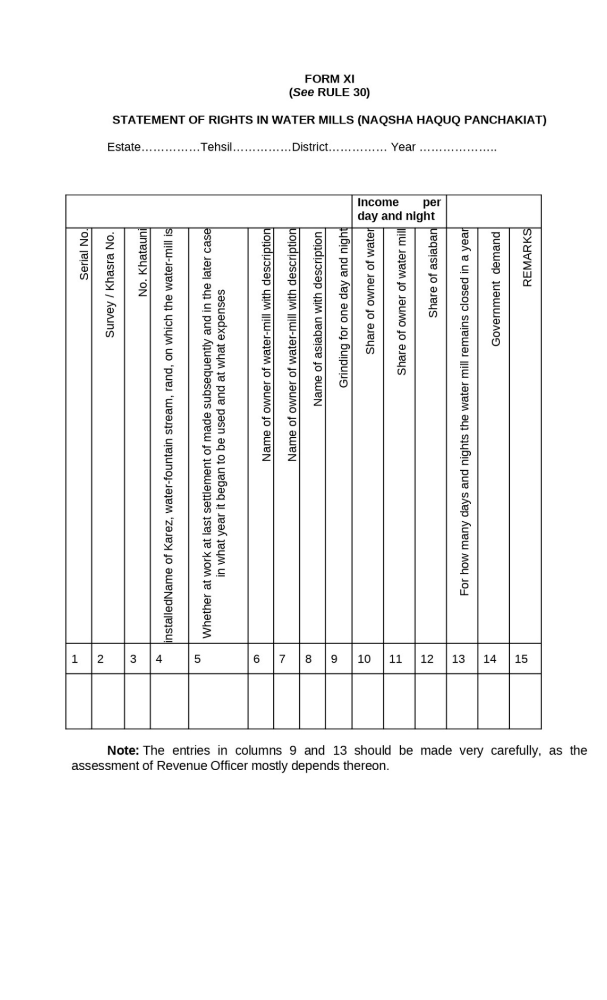 FORM XI
(See RULE 30)
STATEMENT OF RIGHTS IN WATER MILLS (NAQSHA HAQUQ PANCHAKIAT)
Estate……………Tehsil……………District…………… Year ………………..
Income per
day and night
Serial No.
Survey / Khasra No.
No. Khatauni
installedName of Karez, water-fountain stream, rand, on which the water-mill is
Whether at work at last settlement of made subsequently and in the later case
in what year it began to be used and at what expenses
Name of owner of water-mill with description
Name of owner of water-mill with description
Name of asiaban with description
Grinding for one day and night
Share of owner of water
Share of owner of water mill
Share of asiaban
For how many days and nights the water mill remains closed in a year
Government demand
REMARKS
1 2 3 4 5 6 7 8 9 10 11 12 13 14 15
Note: The entries in columns 9 and 13 should be made very carefully, as the
assessment of Revenue Officer mostly depends thereon.